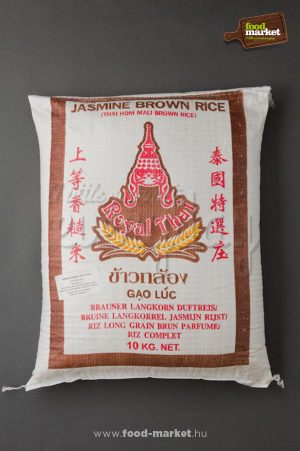 food
market
JASMINE BROWN RICE
(THAI HOM MALI BROWN RICE)
上等香糙米
泰國特選庄
Royal Thai
ข้าวกล้อง
GẠO LÚC
BRAUNER LANGKORN DUFTREIS/
BRUINE LANGKORREL JASMIJN RIJST/
RIZ LONG GRAIN BRUN PARFUME/
RIZ COMPLET
10 KG. NET.
www.food-market.hu